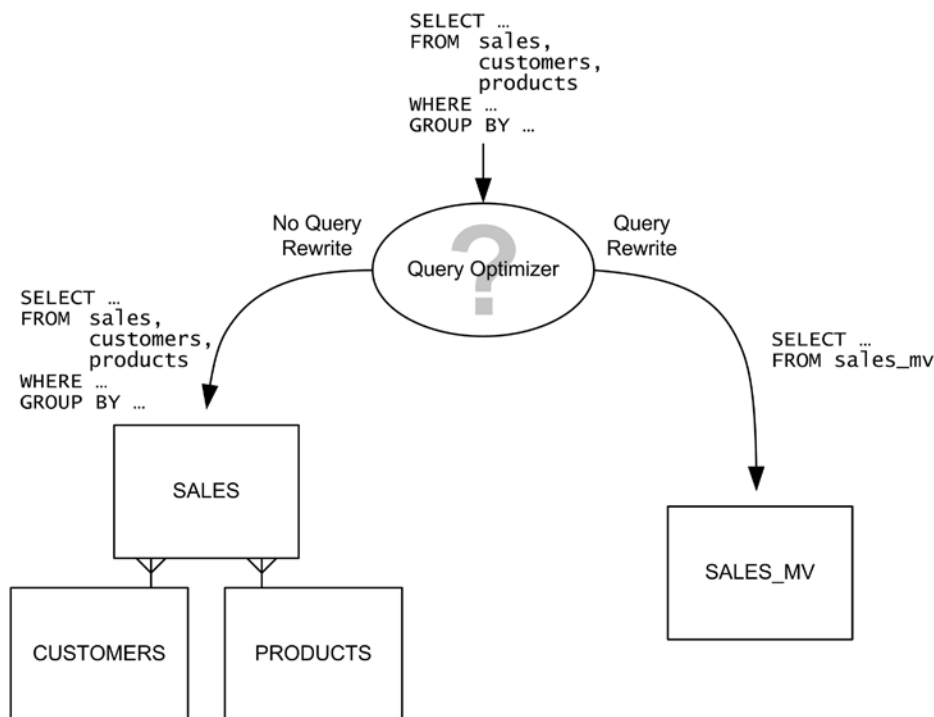 SELECT …
FROM sales,
customers,
products
WHERE …
GROUP BY …
No Query
Rewrite
?
Query Optimizer
Query
Rewrite
SELECT …
FROM sales,
customers,
products
WHERE …
GROUP BY …
SELECT …
FROM sales_mv
SALES
SALES_MV
CUSTOMERS
PRODUCTS